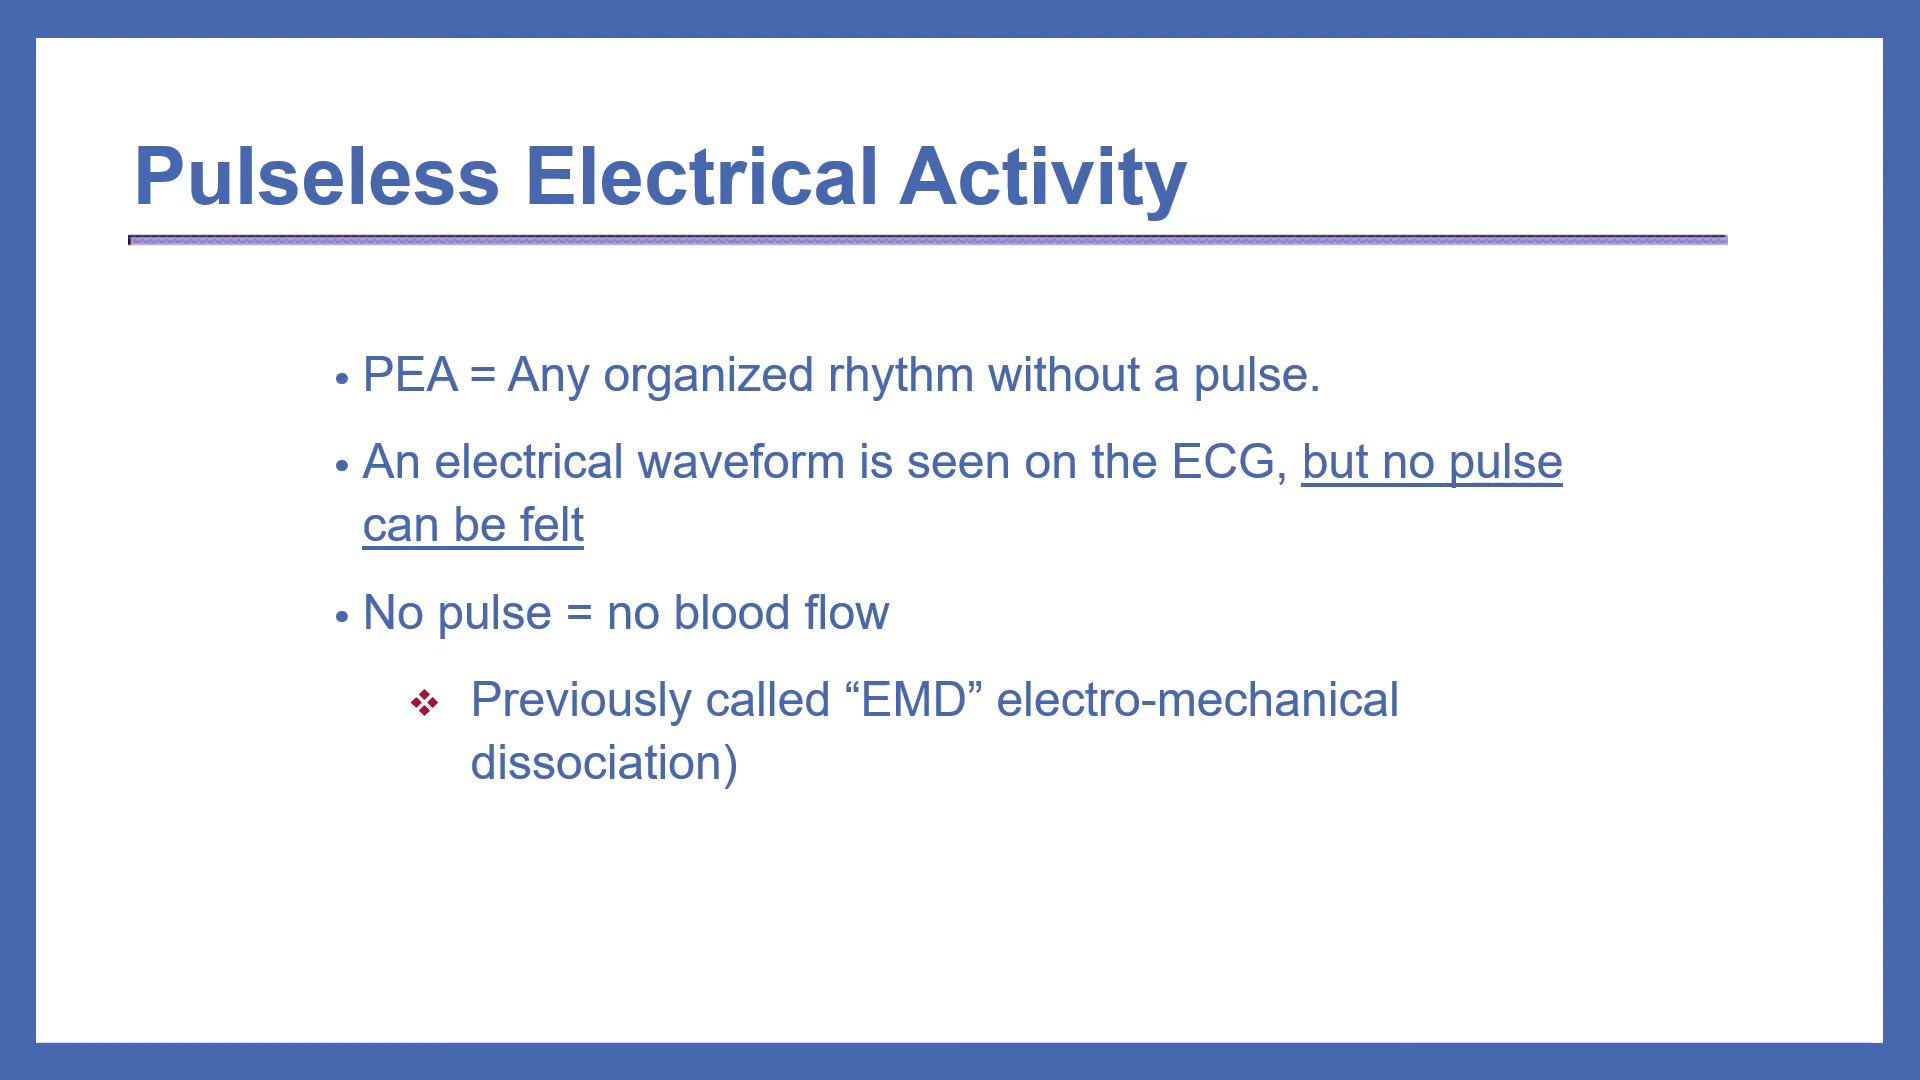 Pulseless Electrical Activity
• PEA = Any organized rhythm without a pulse.
• An electrical waveform is seen on the ECG, but no pulse
can be felt
• No pulse = no blood flow
❖ Previously called “EMD” electro-mechanical
dissociation)